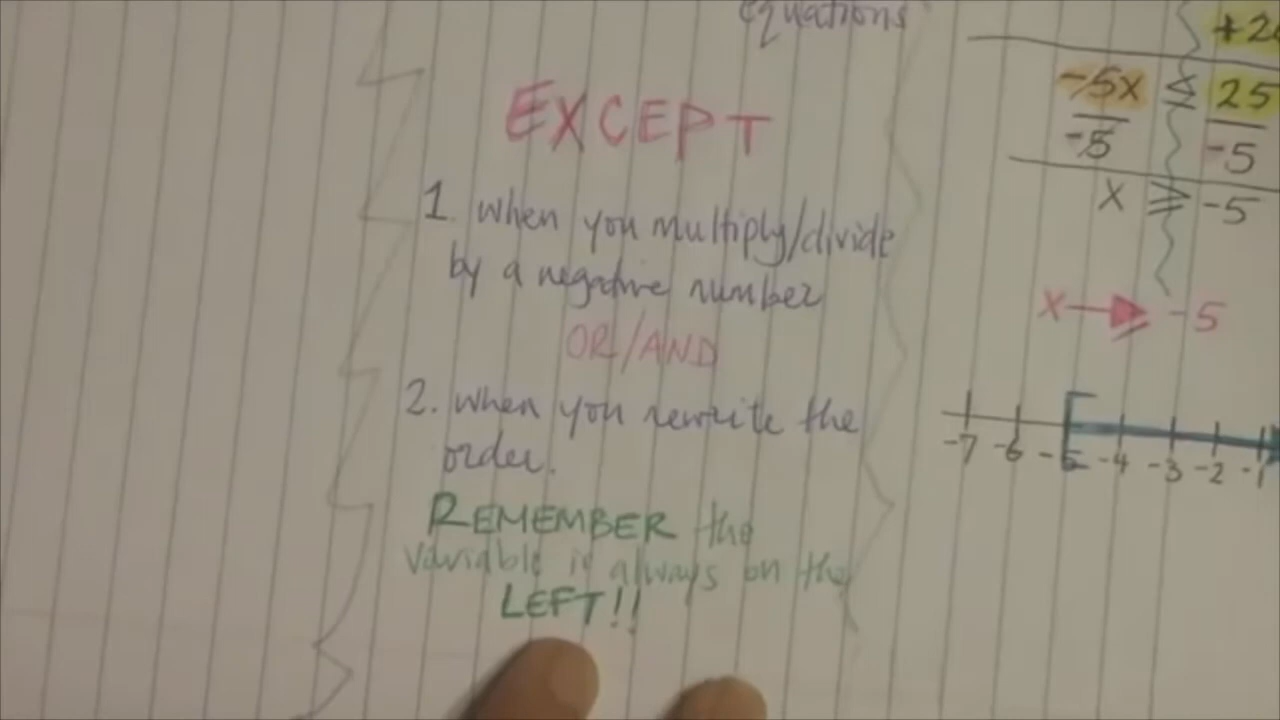 equations
EXCEPT
1. when you multiply/divide
by a negative number
OR/AND
2. when you rewrite the
order.
REMEMBER the
variable is always on the
LEFT!!
+20
-5x ≤ 25
-5 -5
x ≥ -5
x → ≥ -5
-7 -6 -5 -4 -3 -2 -1